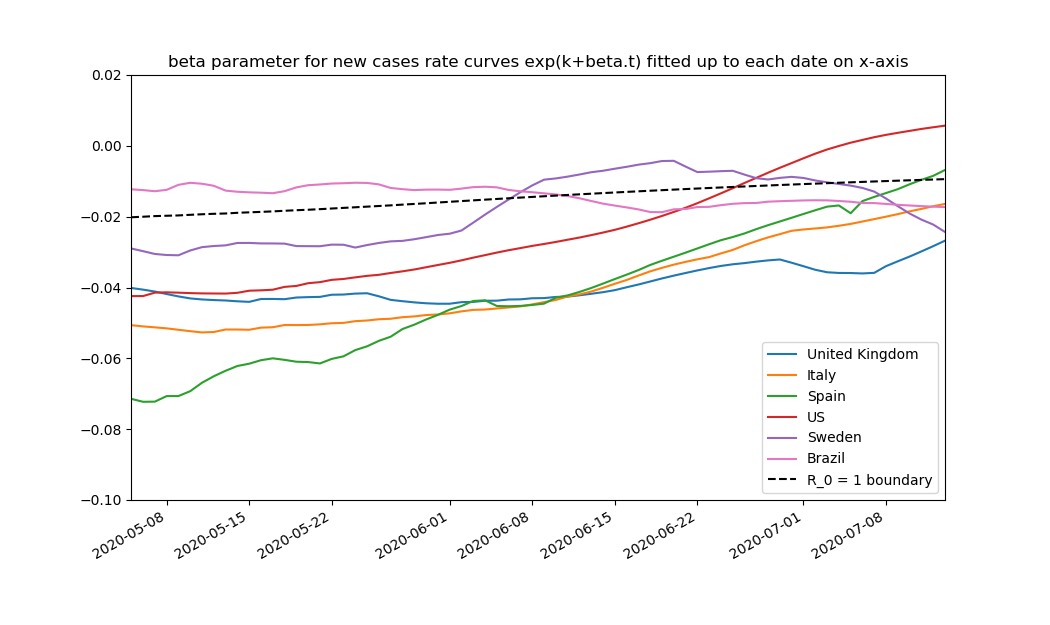 beta parameter for new cases rate curves exp(k+beta.t) fitted up to each date on x-axis
0.02
0.00
−0.02
−0.04
−0.06
−0.08
−0.10
United Kingdom
Italy
Spain
US
Sweden
Brazil
R_0 = 1 boundary
2020-05-08
2020-05-15
2020-05-22
2020-06-01
2020-06-08
2020-06-15
2020-06-22
2020-07-01
2020-07-08